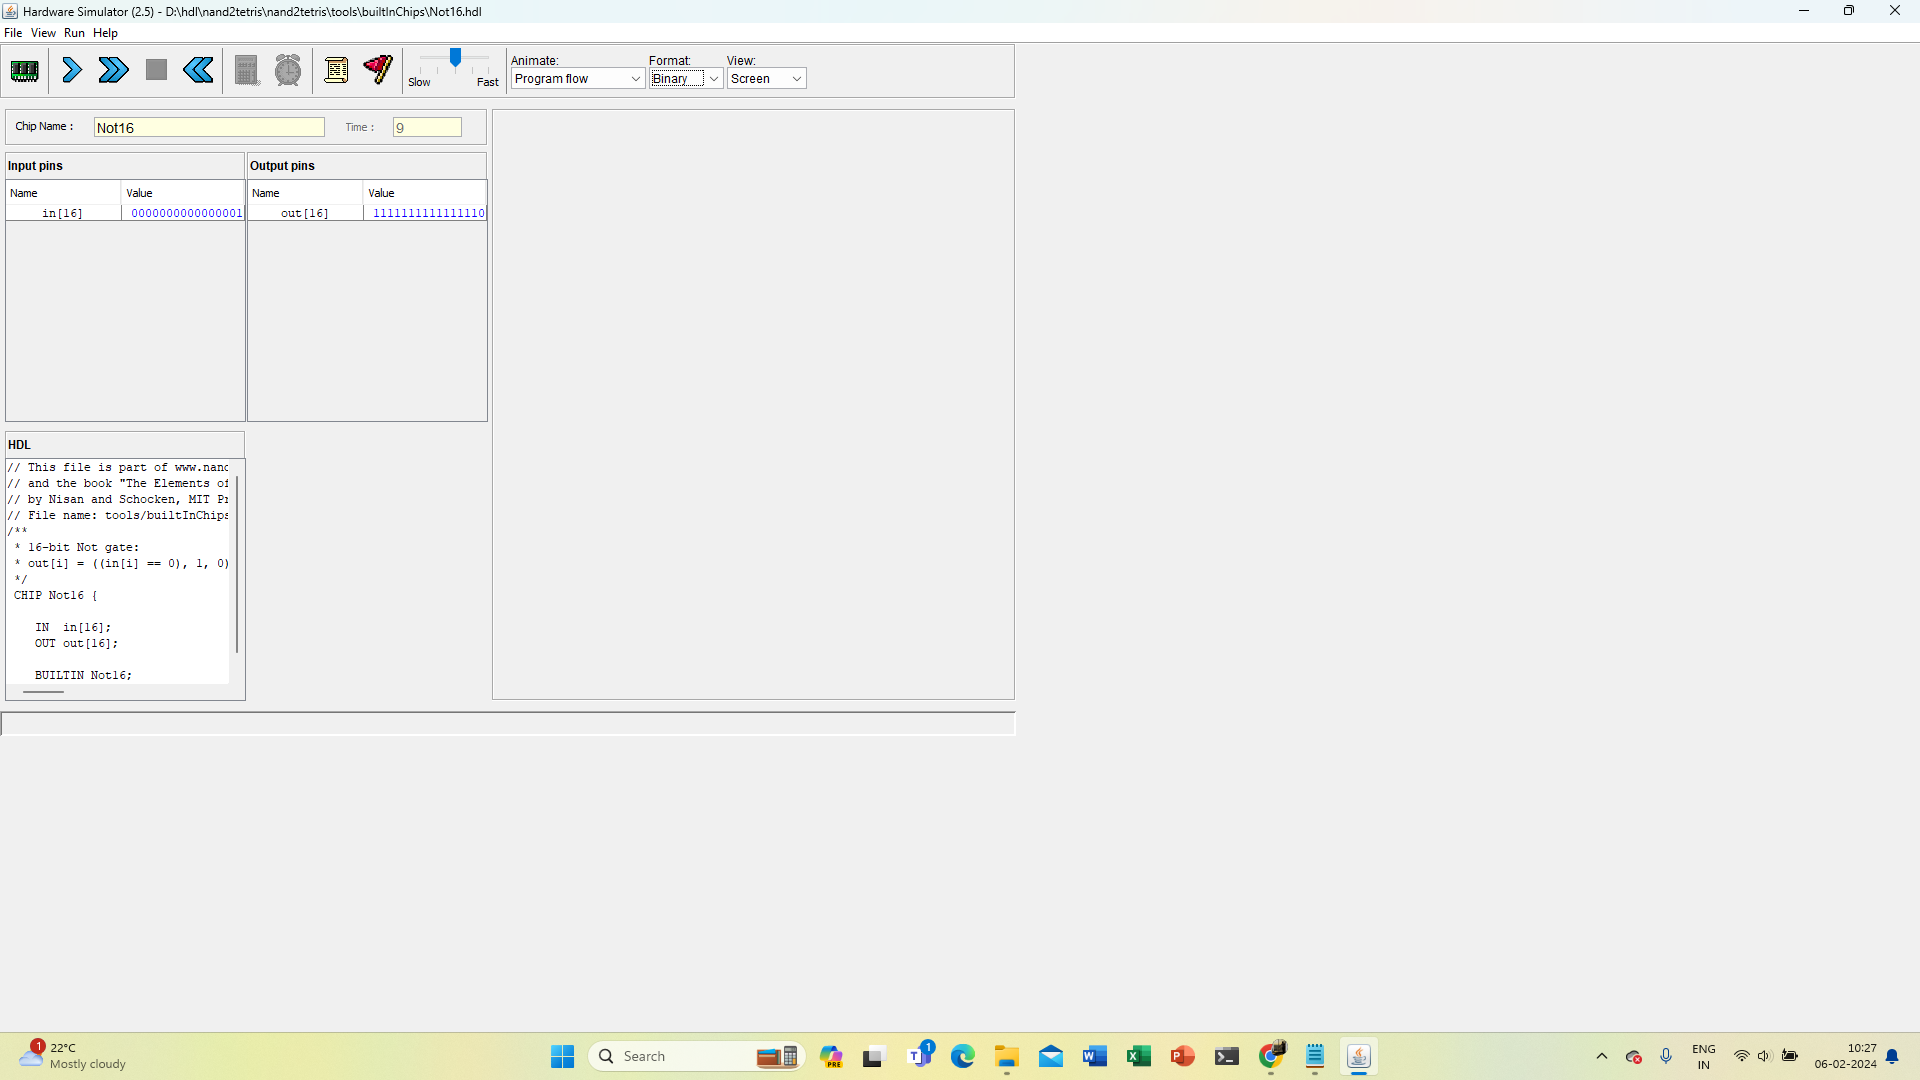 Hardware Simulator (2.5) - D:\hdl\nand2tetris\nand2tetris\tools\builtInChips\Not16.hdl
File View Run Help
Animate: Format: View:
Slow Fast Program flow Binary Screen
Chip Name : Not16 Time : 9
Input pins Output pins
Name Value Name Value
in[16] 0000000000000001 out[16] 1111111111111110
HDL
// This file is part of www.nand
// and the book "The Elements of
// by Nisan and Schocken, MIT Pr
// File name: tools/builtInChips
/**
* 16-bit Not gate:
* out[i] = ((in[i] == 0), 1, 0)
*/
CHIP Not16 {
IN in[16];
OUT out[16];
BUILTIN Not16;
1 22°C
Mostly cloudy
Search
PRE
1
ENG
IN
10:27
06-02-2024